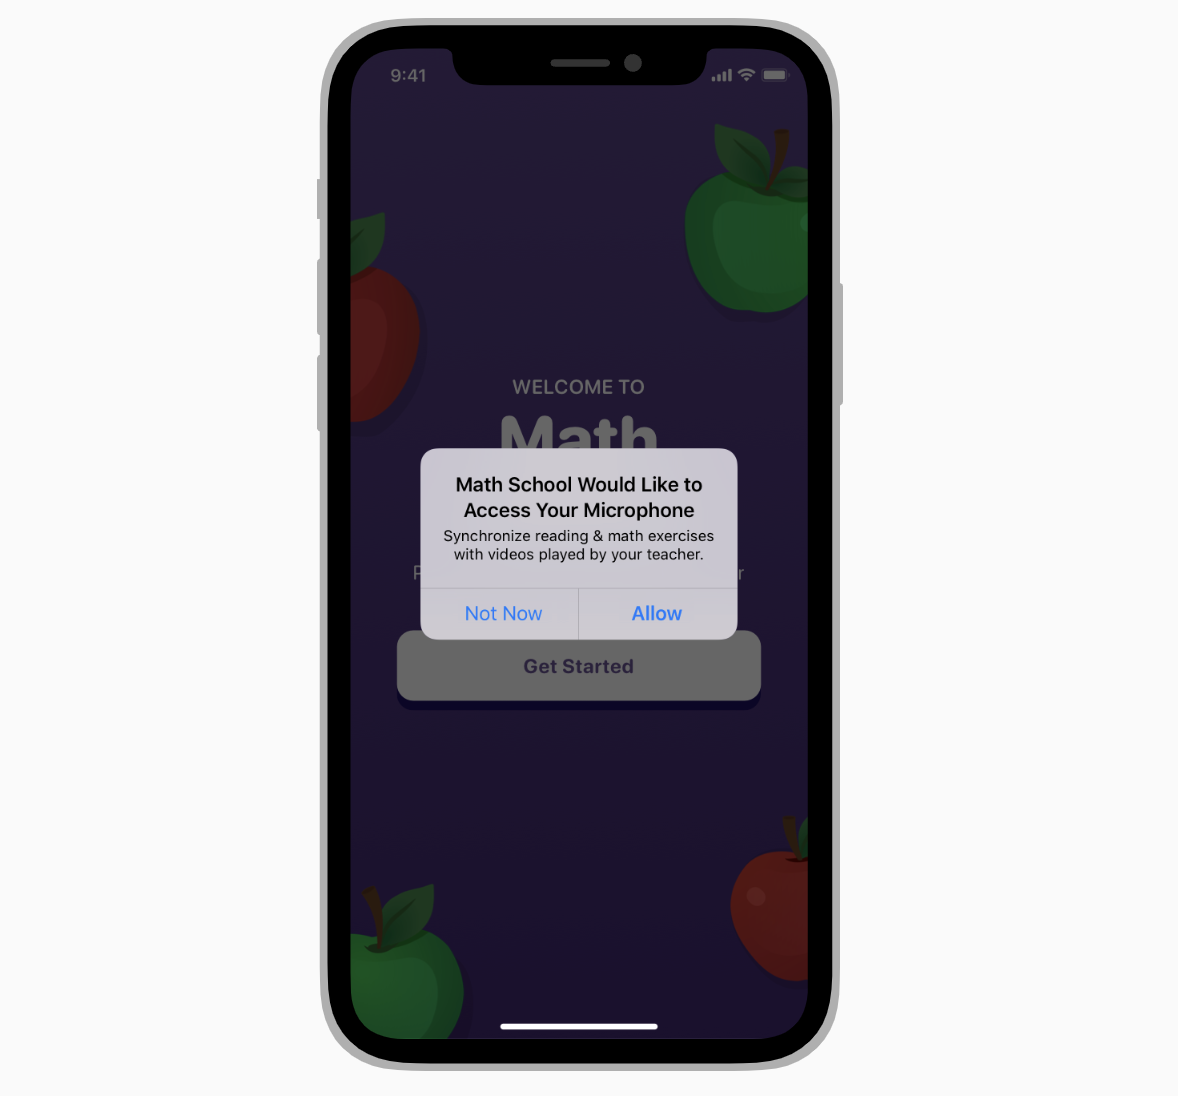 9:41
WELCOME TO
Math
Math School Would Like to
Access Your Microphone
Synchronize reading & math exercises
with videos played by your teacher.
Not Now
Allow
Get Started